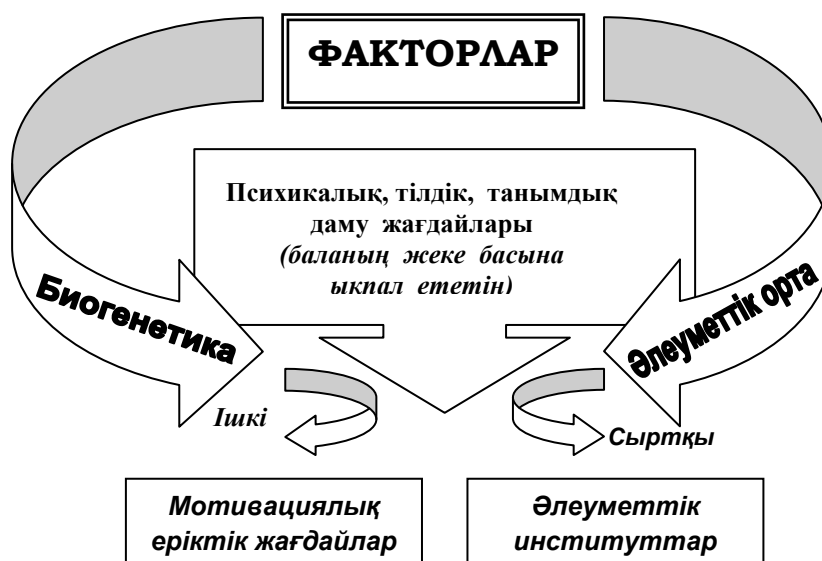 ФАКТОРЛАР
Психикалық, тілдік, танымдық
даму жағдайлары
(баланың жеке басына
ықпал ететін)
Биогенетика
Әлеуметтік орта
Ішкі
Сыртқы
Мотивациялық
еріктік жағдайлар
Әлеуметтік
институттар